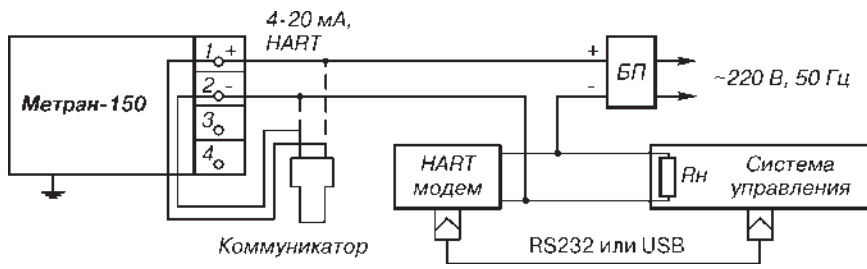 4-20 мА,
HART
Метран-150
1 +
2 -
3
4
+
-
БП
~220 В, 50 Гц
HART
модем
Rн
Система
управления
Коммуникатор
RS232 или USB